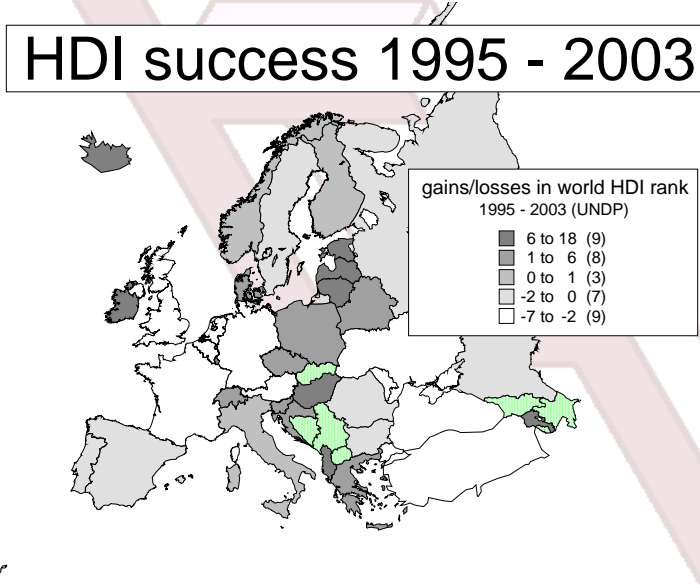 HDI success 1995 - 2003
gains/losses in world HDI rank
1995 - 2003 (UNDP)
6 to 18 (9)
1 to 6 (8)
0 to 1 (3)
-2 to 0 (7)
-7 to -2 (9)